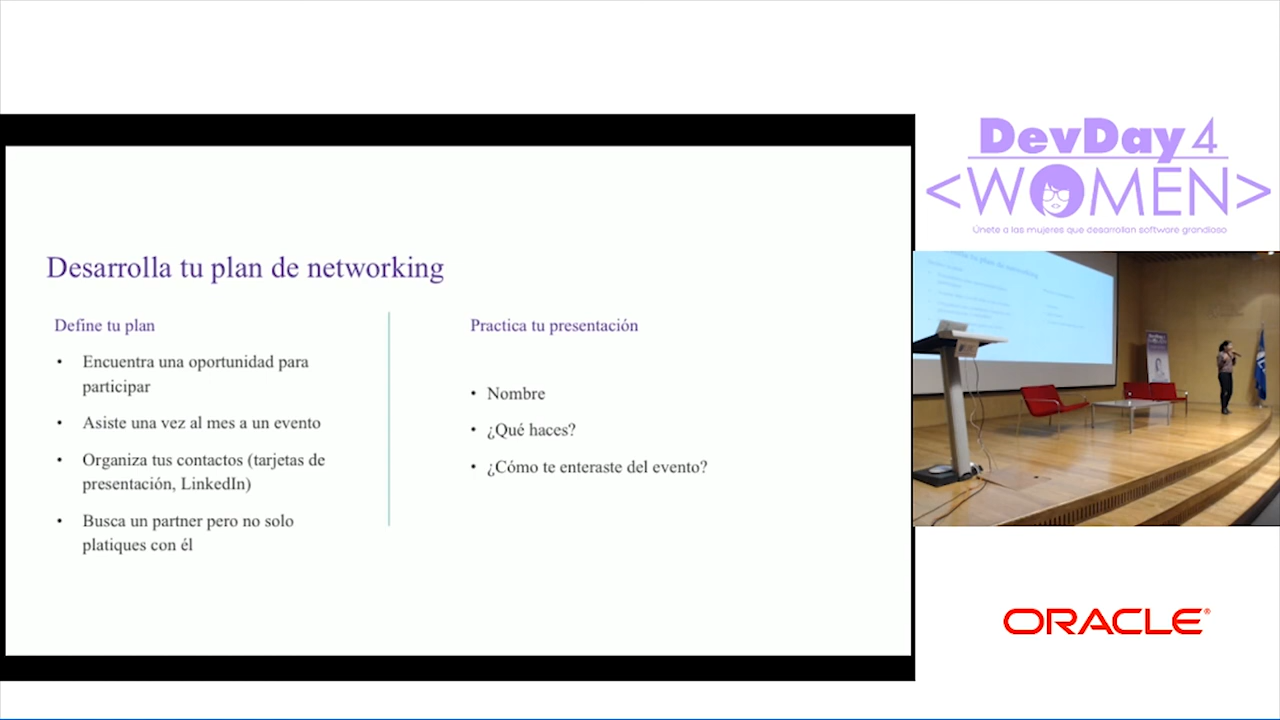 Desarrolla tu plan de networking
Define tu plan
• Encuentra una oportunidad para
participar
• Asiste una vez al mes a un evento
• Organiza tus contactos (tarjetas de
presentación, LinkedIn)
• Busca un partner pero no solo
platiques con él
Practica tu presentación
• Nombre
• ¿Qué haces?
• ¿Cómo te enteraste del evento?
DevDay4
<WOMEN>
Únete a las mujeres que desarrollan software grandioso
ORACLE®